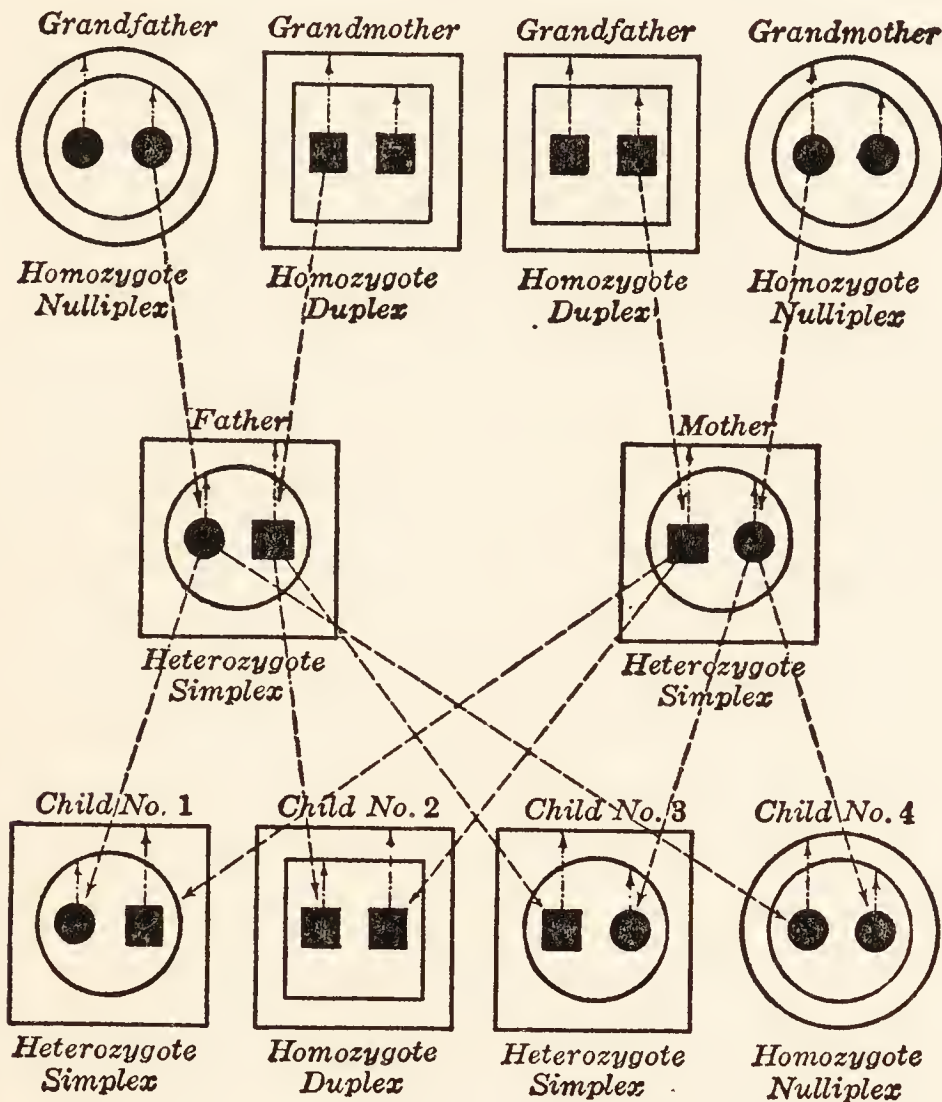 Grandfather Grandmother Grandfather Grandmother
Homozygote Homozygote Homozygote Homozygote
Nulliplex Duplex Duplex Nulliplex
Father Mother
Heterozygote Heterozygote
Simplex Simplex
Child No. 1 Child No. 2 Child No. 3 Child No. 4
Heterozygote Homozygote Heterozygote Homozygote
Simplex Duplex Simplex Nulliplex